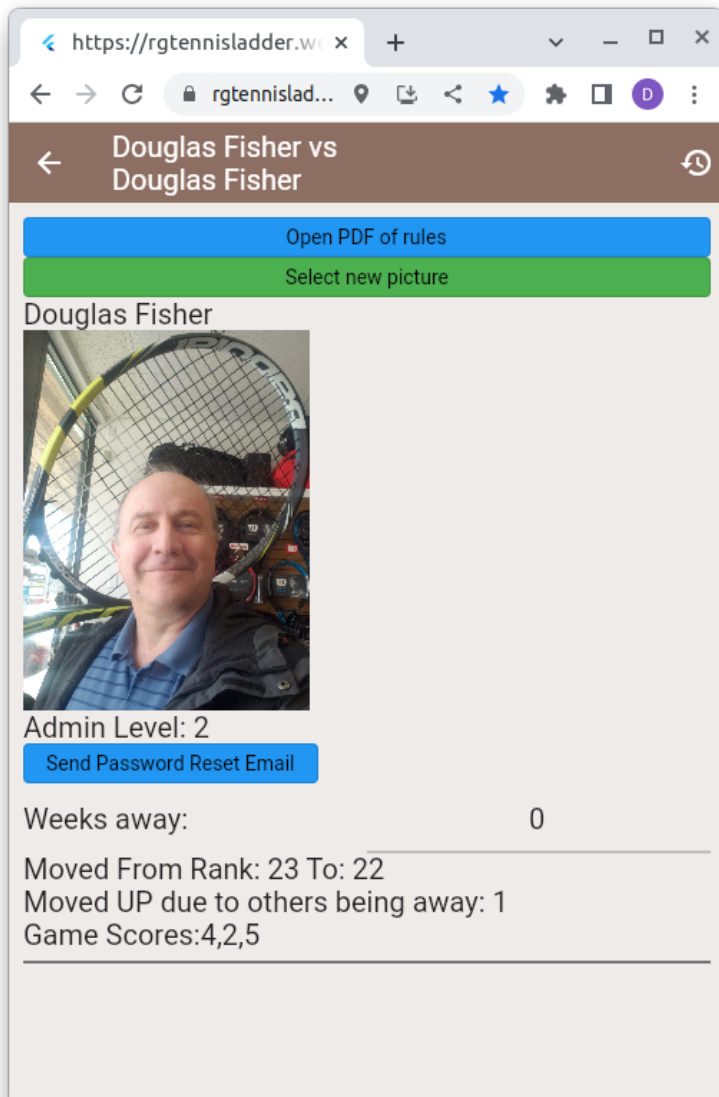 https://rgtennisladder.we
rgtennislad...
D
Douglas Fisher vs
Douglas Fisher
Open PDF of rules
Select new picture
Douglas Fisher
Babolat
Admin Level: 2
Send Password Reset Email
Weeks away:
0
Moved From Rank: 23 To: 22
Moved UP due to others being away: 1
Game Scores:4,2,5